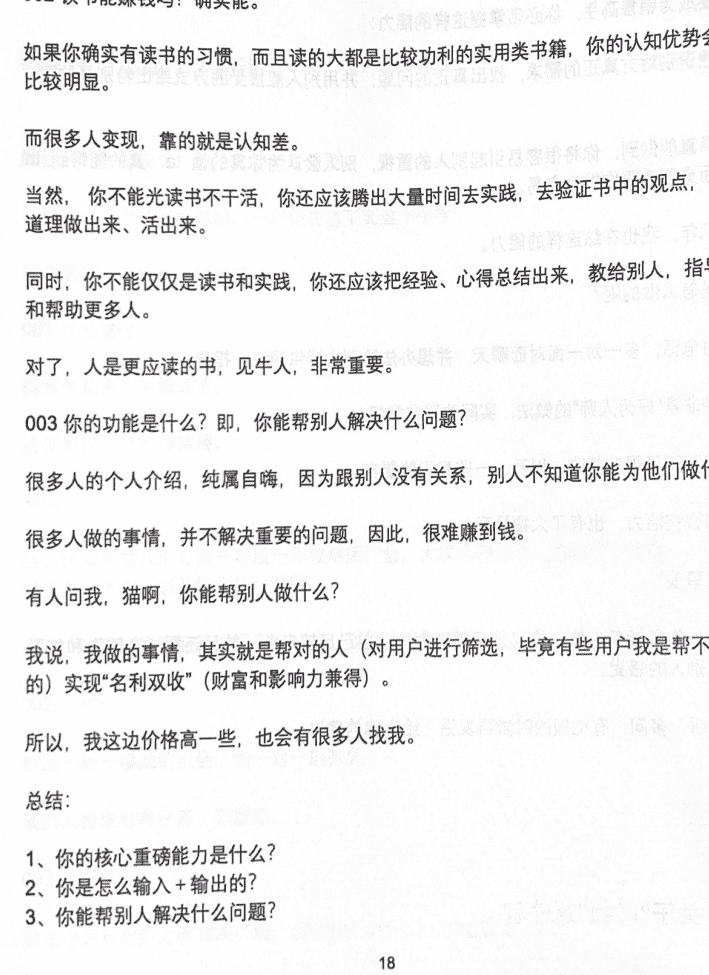 读书能赚钱吗？确实能。
如果你确实有读书的习惯，而且读的大都是比较功利的实用类书籍，你的认知优势会
比较明显。
而很多人变现，靠的就是认知差。
当然， 你不能光读书不干活，你还应该腾出大量时间去实践，去验证书中的观点，
道理做出来、活出来。
同时，你不能仅仅是读书和实践，你还应该把经验、心得总结出来，教给别人，指导
和帮助更多人。
对了，人是更应读的书，见牛人，非常重要。
003 你的功能是什么？即，你能帮别人解决什么问题？
很多人的个人介绍，纯属自嗨，因为跟别人没有关系，别人不知道你能为他们做什
很多人做的事情，并不解决重要的问题，因此，很难赚到钱。
有人问我，猫啊，你能帮别人做什么？
我说，我做的事情，其实就是帮对的人（对用户进行筛选，毕竟有些用户我是帮不
的）实现“名利双收”（财富和影响力兼得）。
所以，我这边价格高一些，也会有很多人找我。
总结：
1、你的核心重磅能力是什么？
2、你是怎么输入＋输出的？
3、你能帮别人解决什么问题？
18